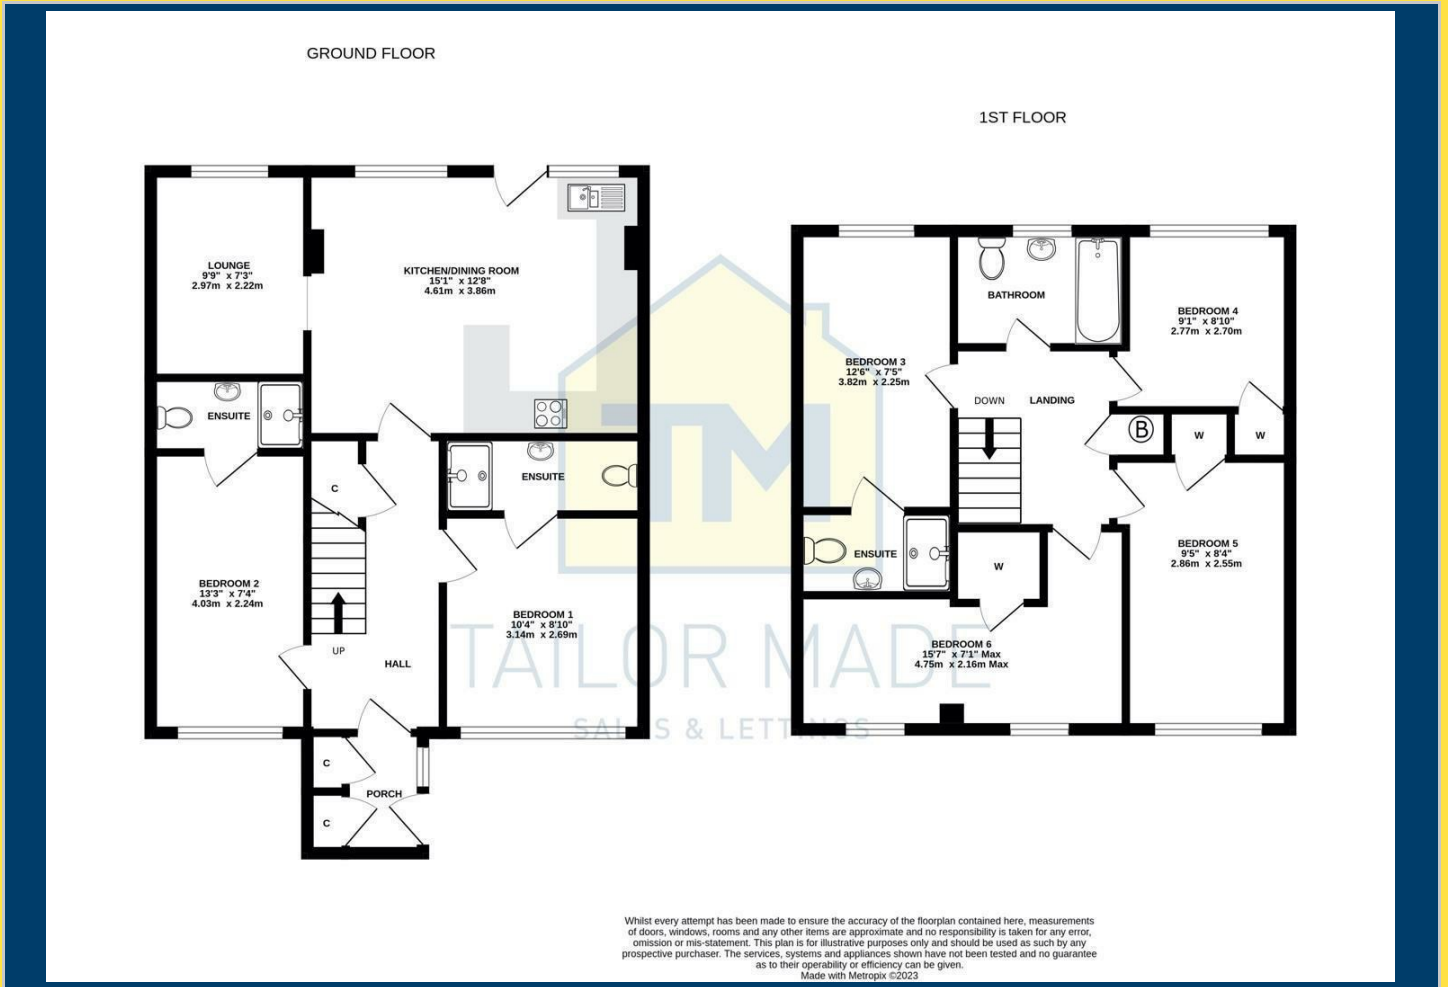 GROUND FLOOR
LOUNGE
9'9" x 7'3"
2.97m x 2.22m
KITCHEN/DINING ROOM
15'1" x 12'8"
4.61m x 3.86m
ENSUITE
C
ENSUITE
BEDROOM 2
13'3" x 7'4"
4.03m x 2.24m
BEDROOM 1
10'4" x 8'10"
3.14m x 2.69m
UP
HALL
C
PORCH
C
1ST FLOOR
BATHROOM
BEDROOM 4
9'1" x 8'10"
2.77m x 2.70m
BEDROOM 3
12'6" x 7'5"
3.82m x 2.25m
DOWN
LANDING
B
W
W
ENSUITE
W
BEDROOM 5
9'5" x 8'4"
2.86m x 2.55m
BEDROOM 6
15'7" x 7'1" Max
4.75m x 2.16m Max
TM
TAILOR MADE
SALES & LETTINGS
Whilst every attempt has been made to ensure the accuracy of the floorplan contained here, measurements
of doors, windows, rooms and any other items are approximate and no responsibility is taken for any error,
omission or mis-statement. This plan is for illustrative purposes only and should be used as such by any
prospective purchaser. The services, systems and appliances shown have not been tested and no guarantee
as to their operability or efficiency can be given.
Made with Metropix ©2023